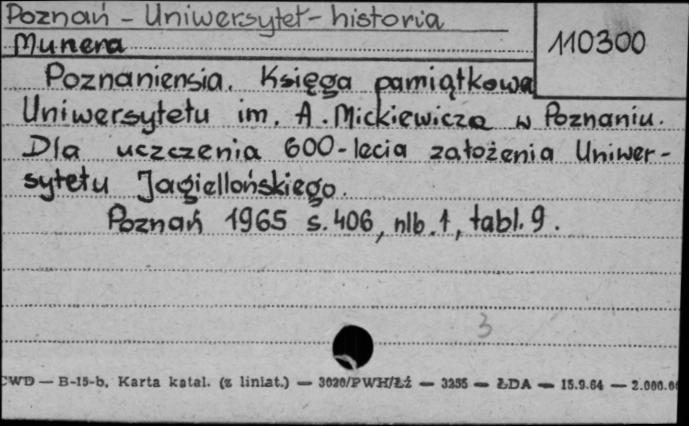 Poznań - Uniwersytet - historia
110300
Munera
Poznaniensia. Księga pamiątkowa
Uniwersytetu im. A. Mickiewicza w Poznaniu.
Dla uczczenia 600-lecia założenia Uniwer-
sytetu Jagiellońskiego.
Poznań 1965 s. 406, nlb. 1, tabl. 9.
3
CWD — B-15-b. Karta katal. (z liniat.) — 3020/PWH/Łź — 3255 — ŁDA — 15.9.64 — 2.000.00